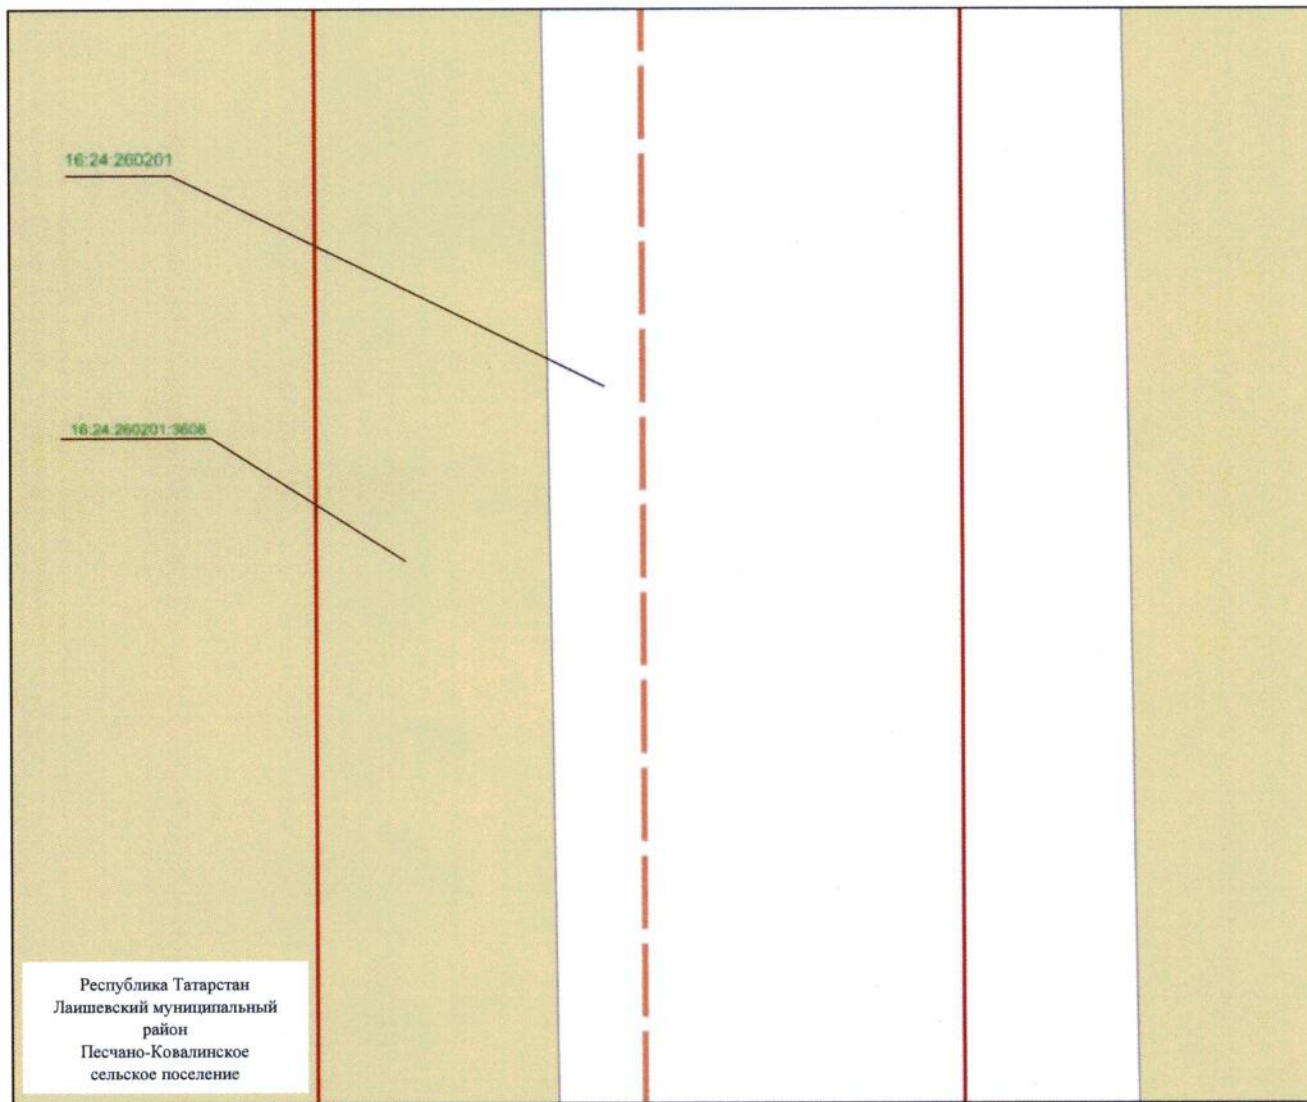 16:24:260201
16:24:260201:3608
Республика Татарстан
Лаишевский муниципальный
район
Песчано-Ковалинское
сельское поселение